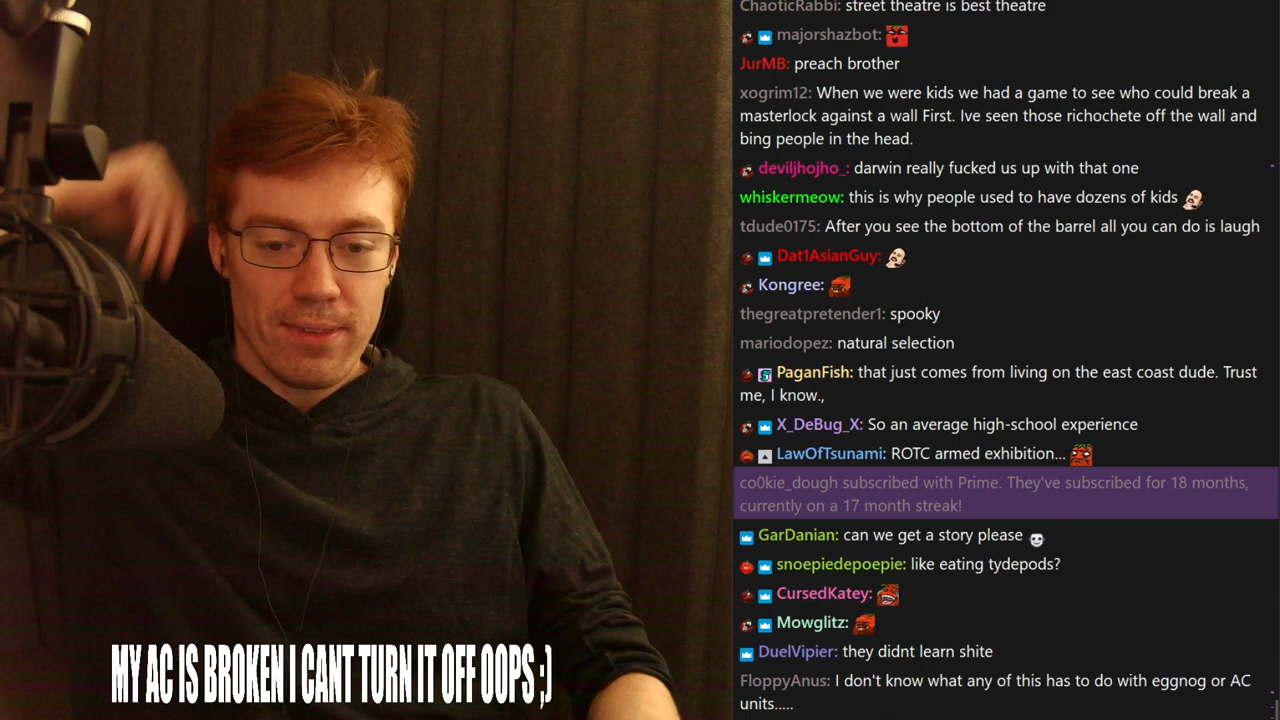 ChaoticRabbi: street theatre is best theatre
majorshazbot:
JurMB: preach brother
xogrim12: When we were kids we had a game to see who could break a
masterlock against a wall First. Ive seen those richochete off the wall and
bing people in the head.
deviljhojho_: darwin really fucked us up with that one
whiskermeow: this is why people used to have dozens of kids
tdude0175: After you see the bottom of the barrel all you can do is laugh
Dat1AsianGuy:
Kongree:
thegreatpretender1: spooky
mariodopez: natural selection
PaganFish: that just comes from living on the east coast dude. Trust
me, I know.,
X_DeBug_X: So an average high-school experience
LawOfTsunami: ROTC armed exhibition...
co0kie_dough subscribed with Prime. They've subscribed for 18 months,
currently on a 17 month streak!
GarDanian: can we get a story please
snoepiedepoepie: like eating tydepods?
CursedKatey:
Mowglitz:
DuelVipier: they didnt learn shite
FloppyAnus: I don't know what any of this has to do with eggnog or AC
units.....
MY AC IS BROKEN I CANT TURN IT OFF OOPS ;)